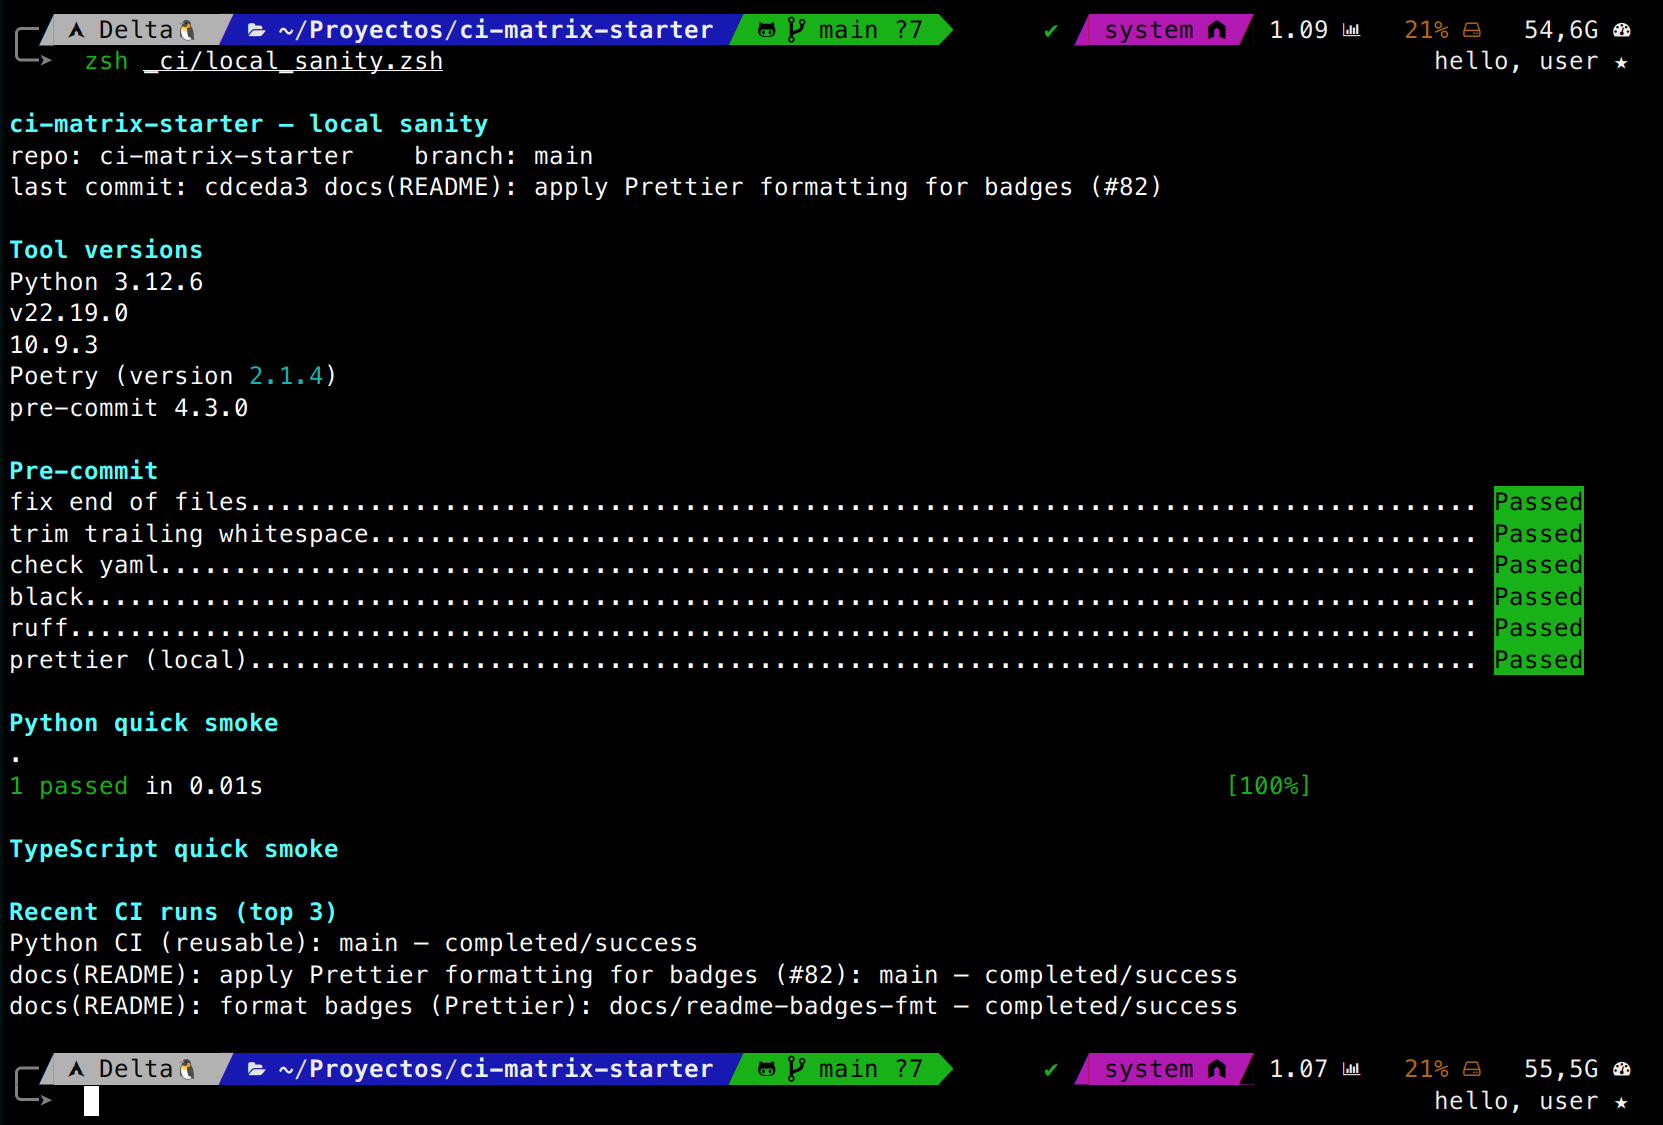 Delta ~/Proyectos/ci-matrix-starter main ?7 ✔ system 1.09 21% 54,6G
zsh _ci/local_sanity.zsh hello, user ★
ci-matrix-starter — local sanity
repo: ci-matrix-starter    branch: main
last commit: cdceda3 docs(README): apply Prettier formatting for badges (#82)
Tool versions
Python 3.12.6
v22.19.0
10.9.3
Poetry (version 2.1.4)
pre-commit 4.3.0
Pre-commit
fix end of files.................................................................................. Passed
trim trailing whitespace.......................................................................... Passed
check yaml........................................................................................ Passed
black............................................................................................. Passed
ruff.............................................................................................. Passed
prettier (local).................................................................................. Passed
Python quick smoke
.
1 passed in 0.01s [100%]
TypeScript quick smoke
Recent CI runs (top 3)
Python CI (reusable): main — completed/success
docs(README): apply Prettier formatting for badges (#82): main — completed/success
docs(README): format badges (Prettier): docs/readme-badges-fmt — completed/success
Delta ~/Proyectos/ci-matrix-starter main ?7 ✔ system 1.07 21% 55,5G
hello, user ★